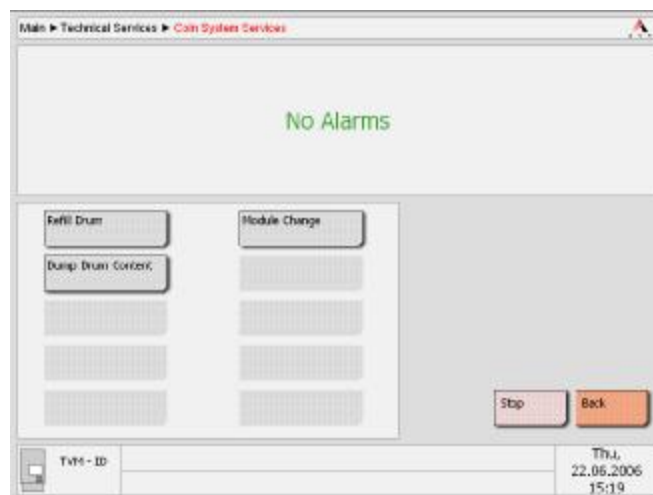 Main ▶ Technical Services ▶ Coin System Services
No Alarms
Refill Drum
Module Change
Dump Drum Content
Stop
Back
TVM - ID
Thu,
22.06.2006
15:19